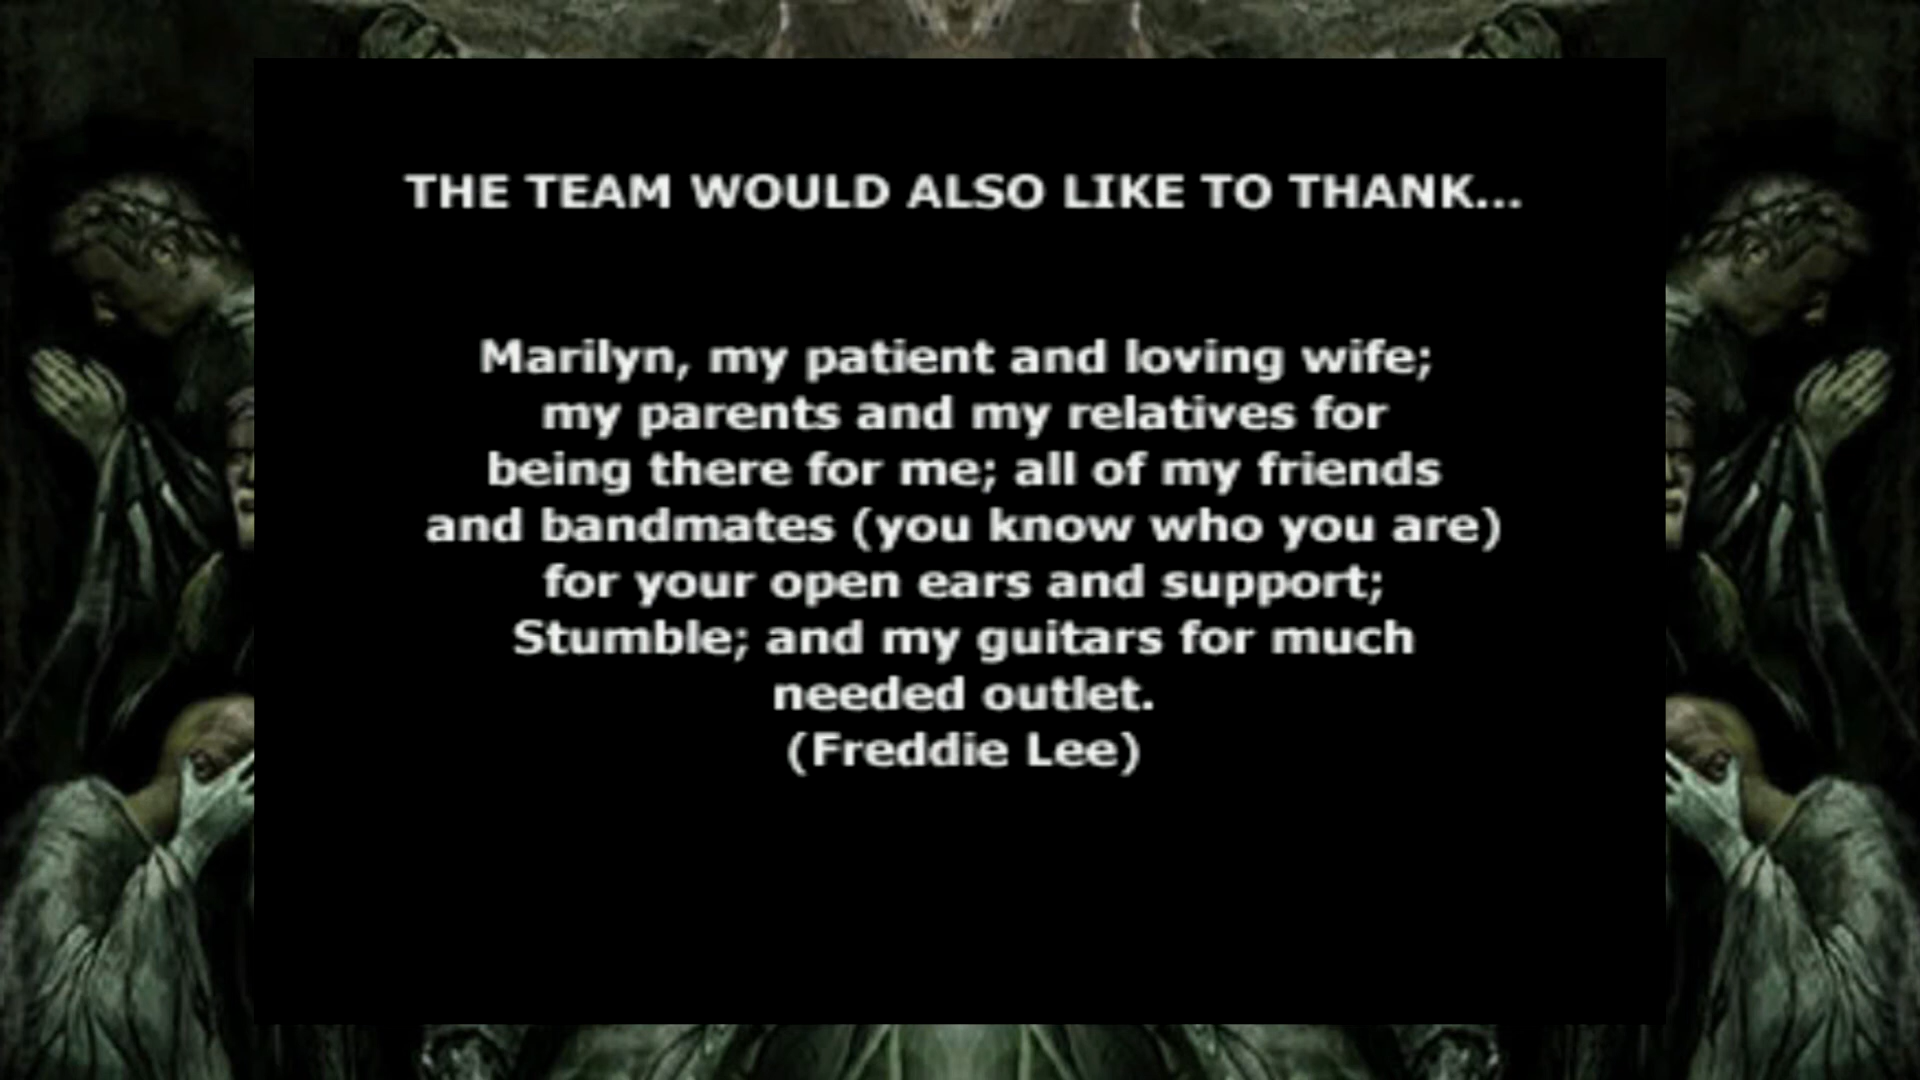 THE TEAM WOULD ALSO LIKE TO THANK...
Marilyn, my patient and loving wife;
my parents and my relatives for
being there for me; all of my friends
and bandmates (you know who you are)
for your open ears and support;
Stumble; and my guitars for much
needed outlet.
(Freddie Lee)